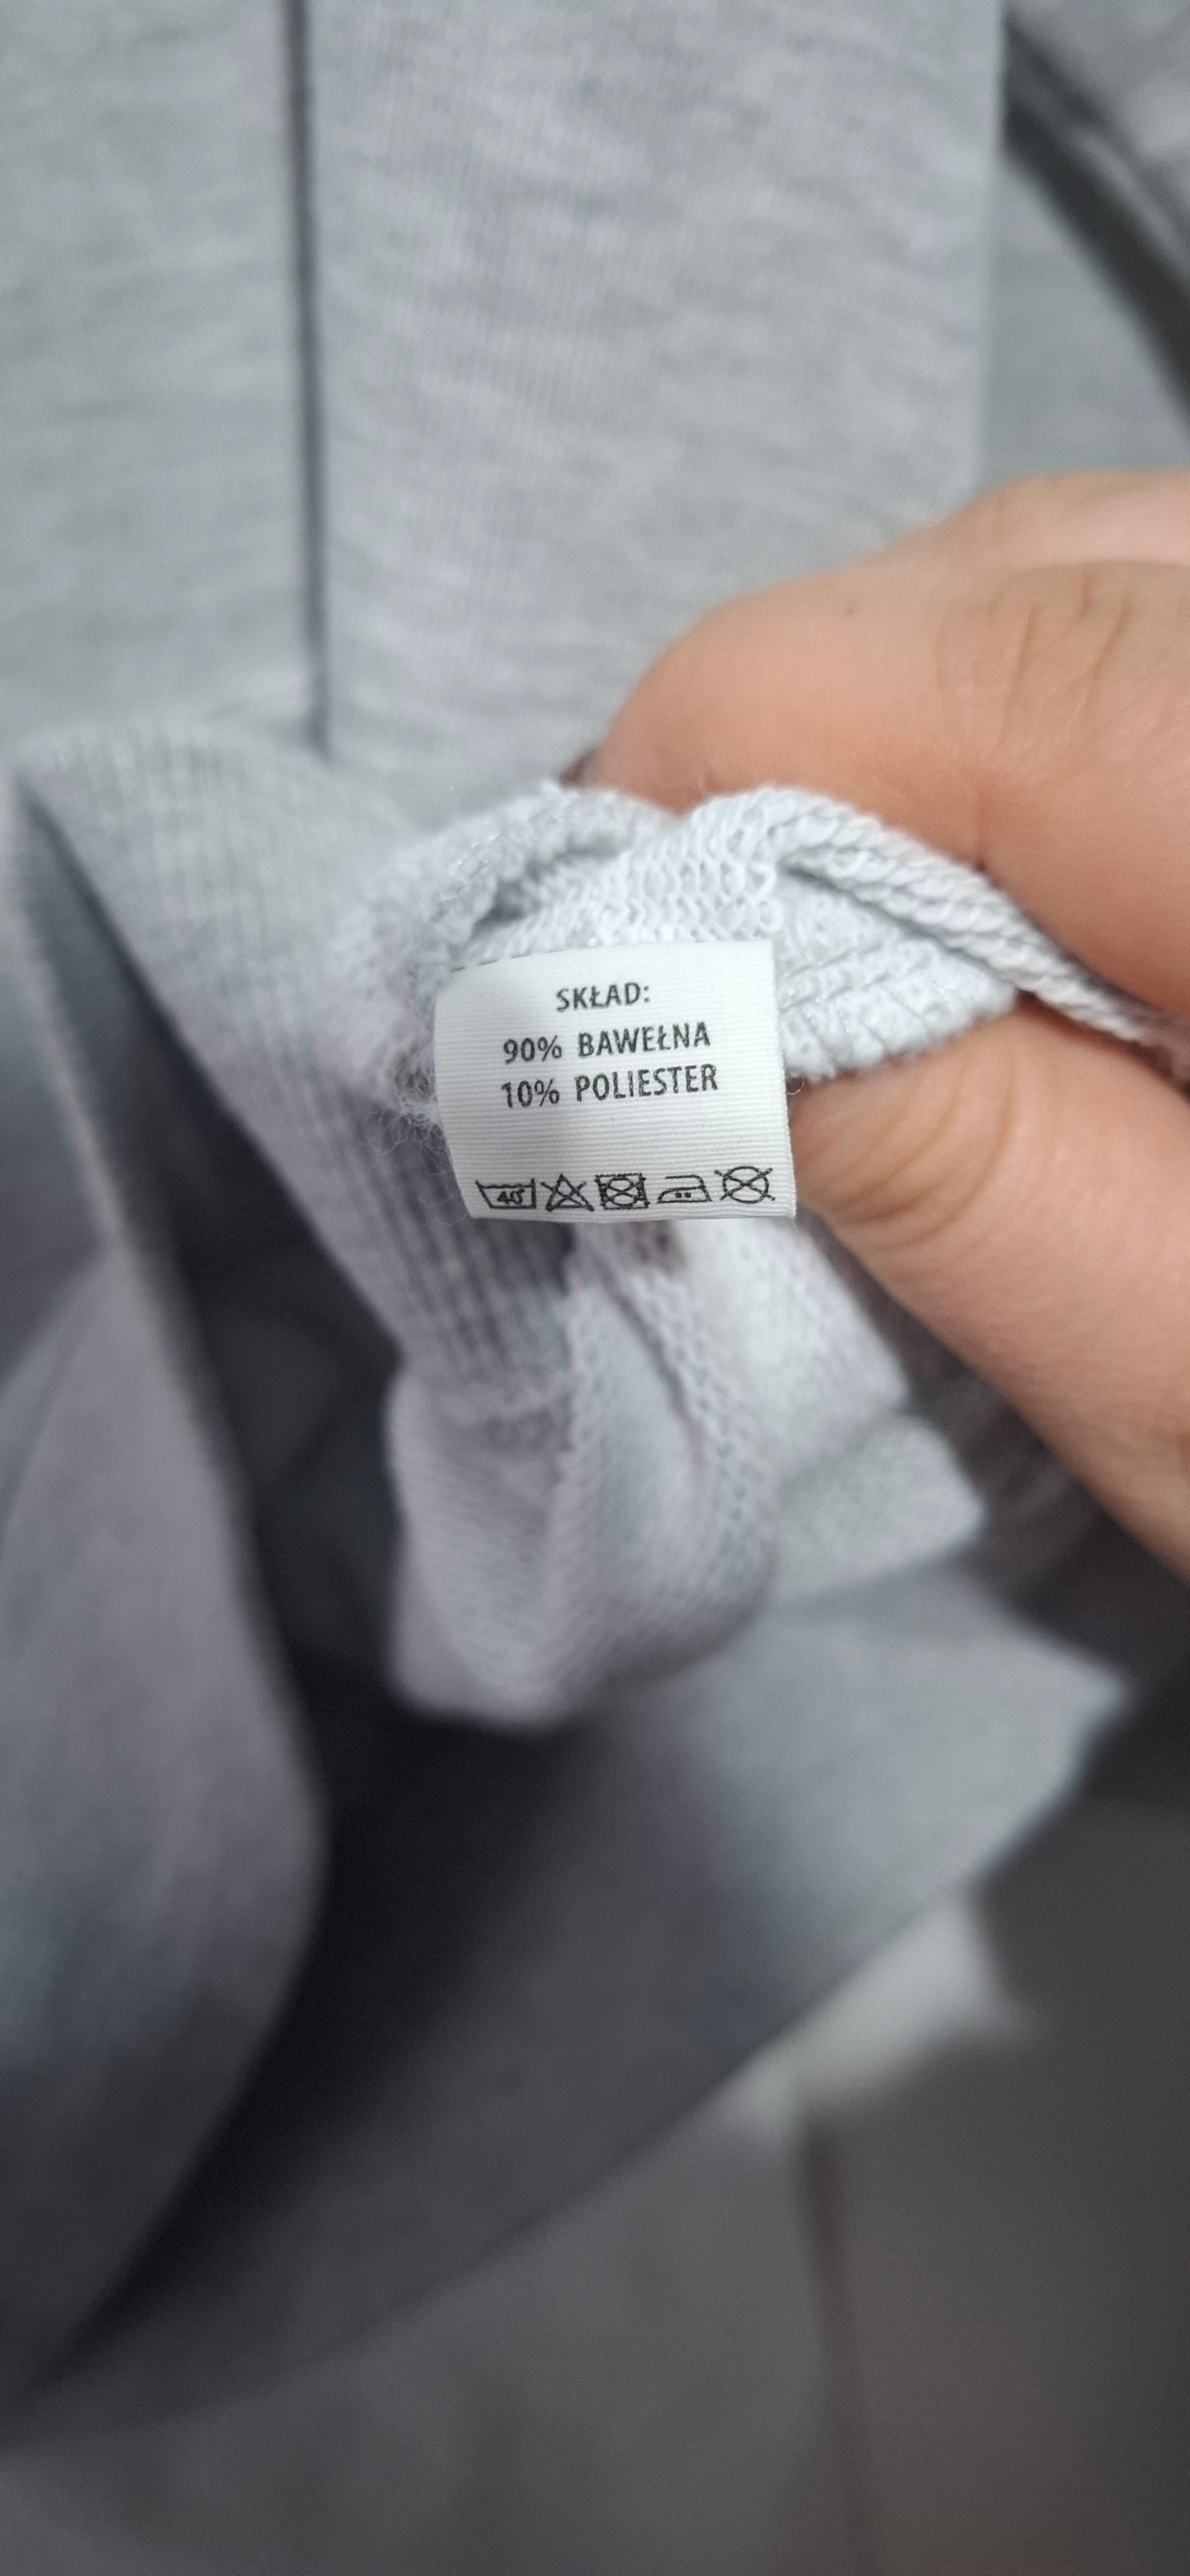 SKŁAD:
90% BAWEŁNA
10% POLIESTER
40